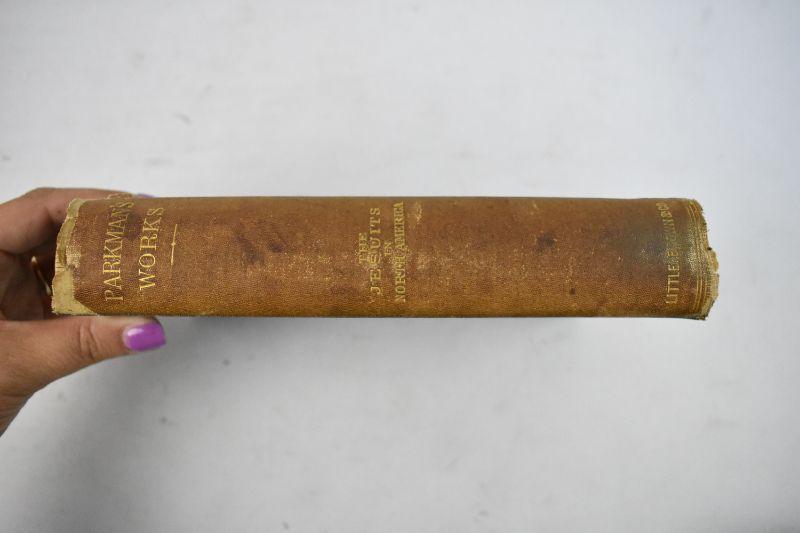 PARKMAN'S
WORKS
THE
JESUITS
IN
NORTH AMERICA
LITTLE, BROWN & CO